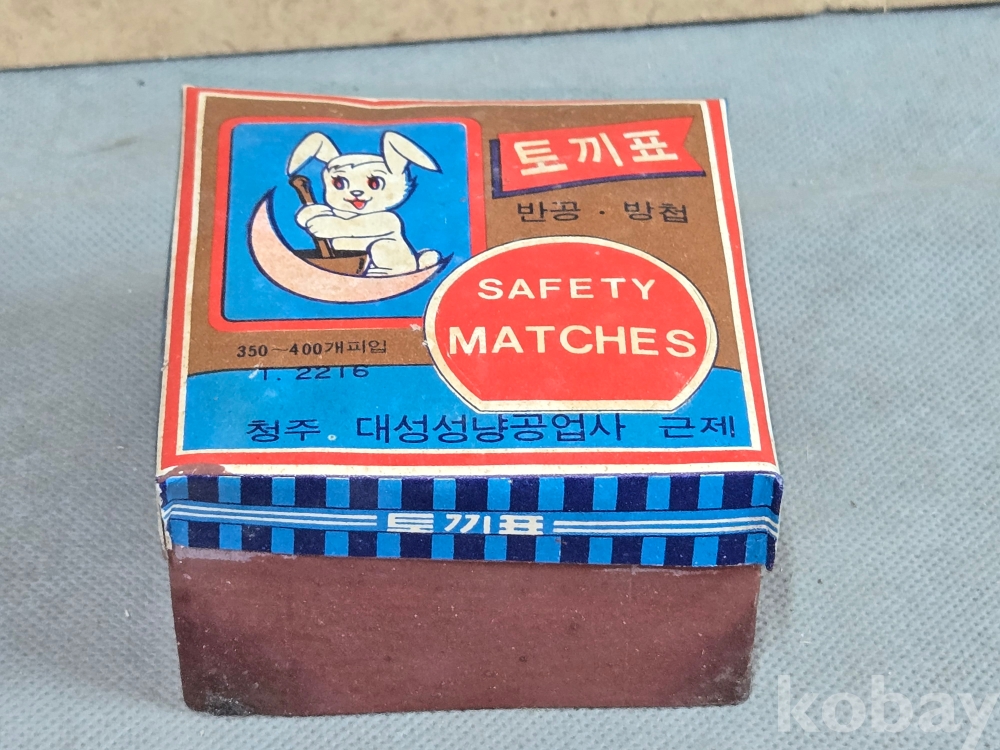 토끼표
반공 · 방첩
SAFETY
MATCHES
350~400개피입
T. 2216
청주 대성성냥공업사 근제
토끼표
kobay